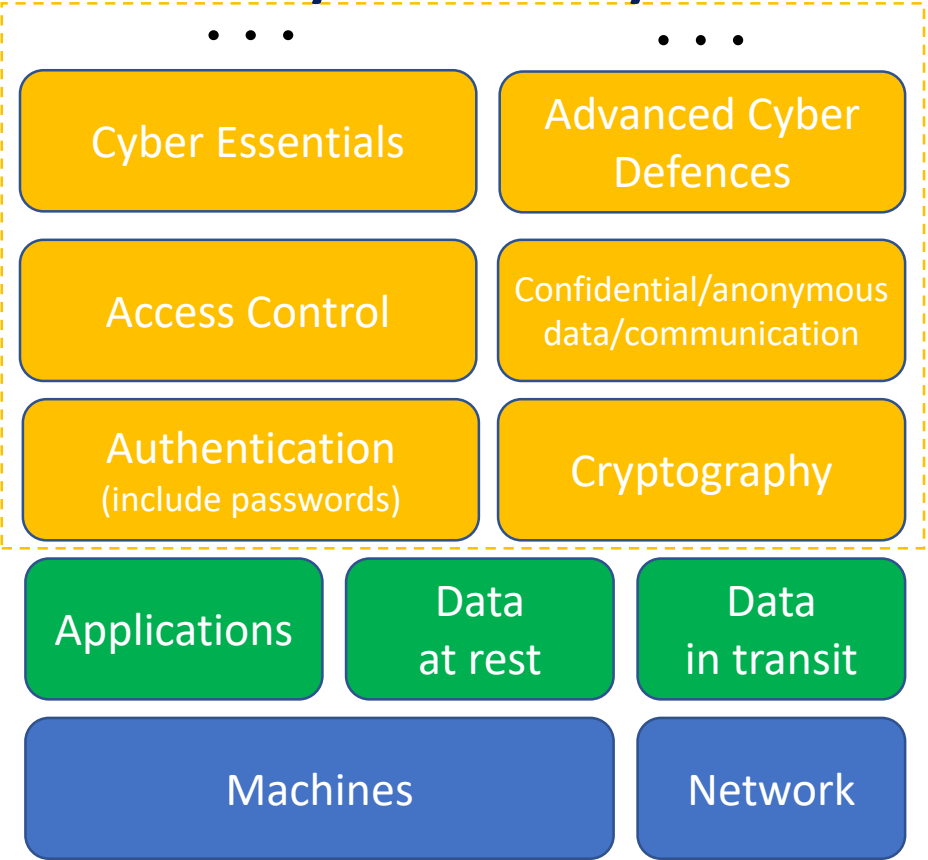 . . .
. . .
Cyber Essentials
Advanced Cyber
Defences
Access Control
Confidential/anonymous
data/communication
Authentication
(include passwords)
Cryptography
Applications
Data
at rest
Data
in transit
Machines
Network